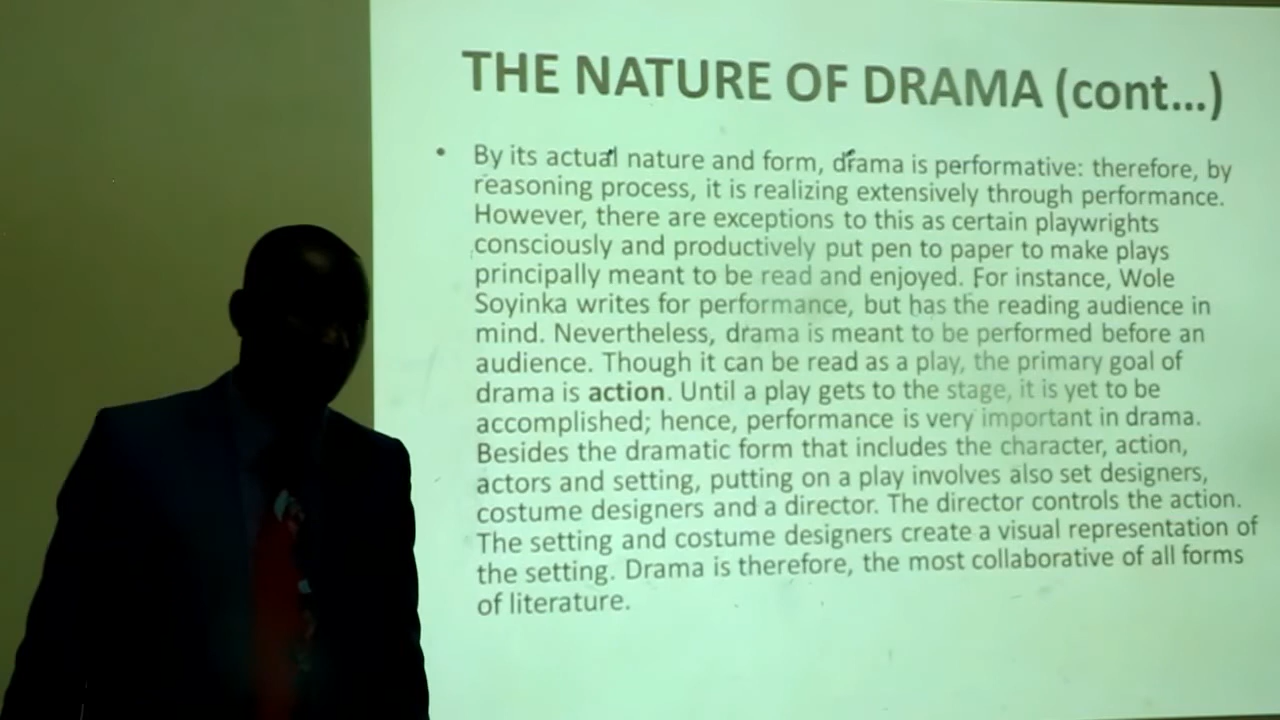 THE NATURE OF DRAMA (cont...)
• By its actual nature and form, drama is performative: therefore, by
reasoning process, it is realizing extensively through performance.
However, there are exceptions to this as certain playwrights
consciously and productively put pen to paper to make plays
principally meant to be read and enjoyed. For instance, Wole
Soyinka writes for performance, but has the reading audience in
mind. Nevertheless, drama is meant to be performed before an
audience. Though it can be read as a play, the primary goal of
drama is action. Until a play gets to the stage, it is yet to be
accomplished; hence, performance is very important in drama.
Besides the dramatic form that includes the character, action,
actors and setting, putting on a play involves also set designers,
costume designers and a director. The director controls the action.
The setting and costume designers create a visual representation of
the setting. Drama is therefore, the most collaborative of all forms
of literature.